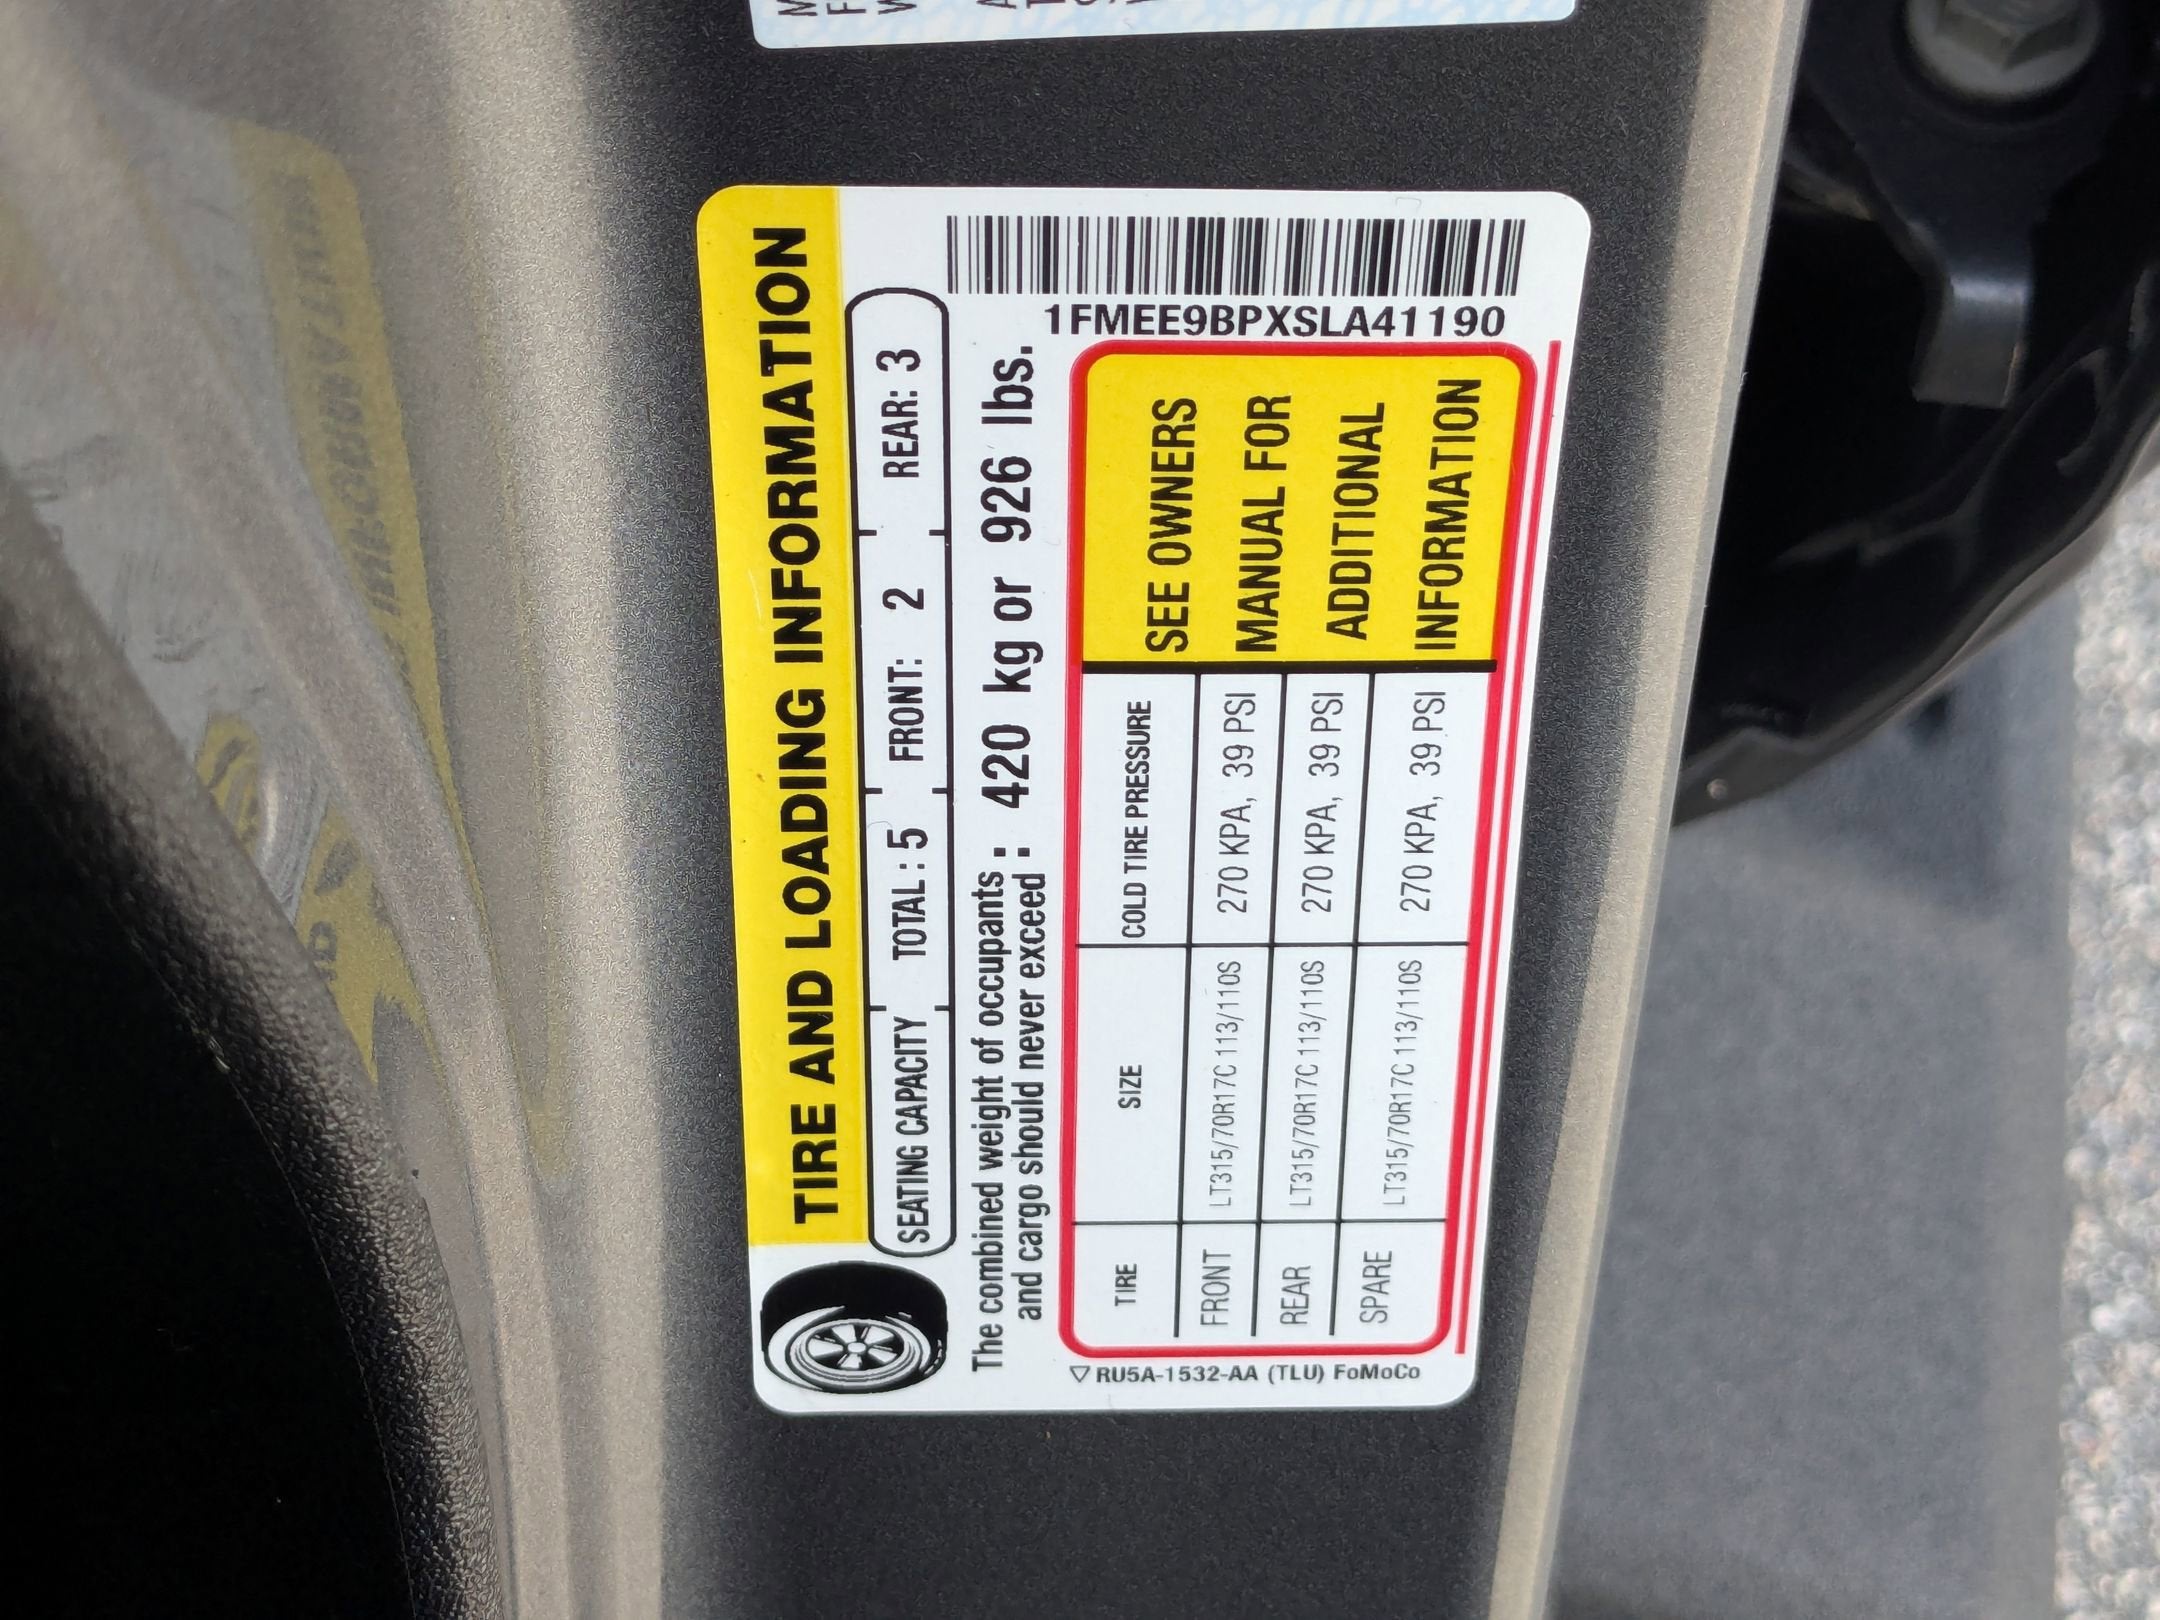 TIRE AND LOADING INFORMATION
SEATING CAPACITY TOTAL : 5 FRONT: 2 REAR: 3
The combined weight of occupants
and cargo should never exceed : 420 kg or 926 lbs.
1FMEE9BPXSLA41190
TIRE SIZE COLD TIRE PRESSURE
FRONT LT315/70R17C 113/110S 270 KPA, 39 PSI
REAR LT315/70R17C 113/110S 270 KPA, 39 PSI
SPARE LT315/70R17C 113/110S 270 KPA, 39 PSI
SEE OWNERS
MANUAL FOR
ADDITIONAL
INFORMATION
RU5A-1532-AA (TLU) FoMoCo